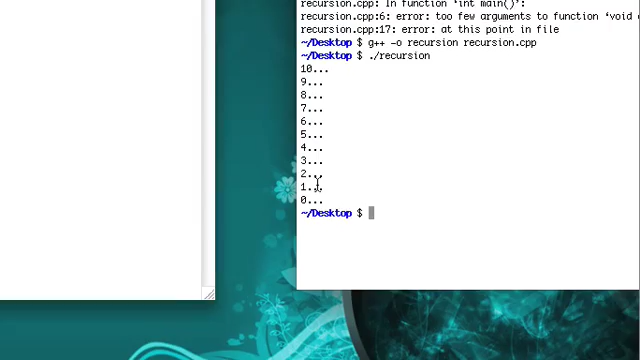 recursion.cpp: In function ‘int main()’:
recursion.cpp:6: error: too few arguments to function ‘void
recursion.cpp:17: error: at this point in file
~/Desktop $ g++ -o recursion recursion.cpp
~/Desktop $ ./recursion
10...
9...
8...
7...
6...
5...
4...
3...
2...
1...
0...
~/Desktop $